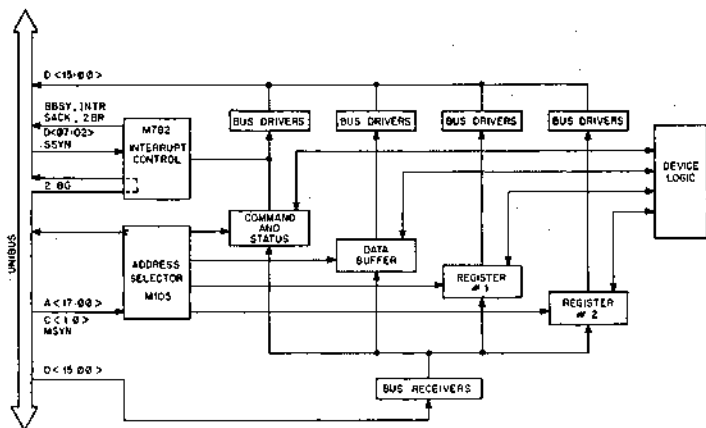 D<15:00>
BBSY, INTR
SACK, 2BR
D<07:02>
SSYN
2 BG
M782
INTERRUPT
CONTROL
BUS DRIVERS
BUS DRIVERS
BUS DRIVERS
BUS DRIVERS
DEVICE
LOGIC
COMMAND
AND
STATUS
DATA
BUFFER
REGISTER
# 1
REGISTER
# 2
ADDRESS
SELECTOR
M105
UNIBUS
A<17:00>
C<1:0>
MSYN
D<15:00>
BUS RECEIVERS